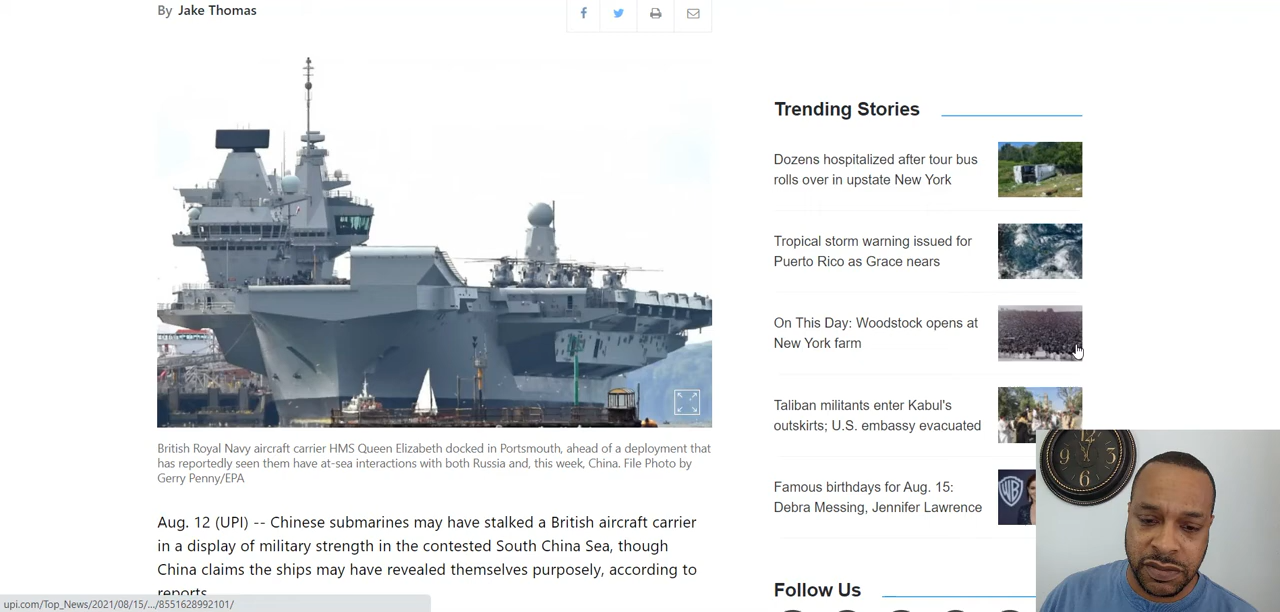 By Jake Thomas
British Royal Navy aircraft carrier HMS Queen Elizabeth docked in Portsmouth, ahead of a deployment that
has reportedly seen them have at-sea interactions with both Russia and, this week, China. File Photo by
Gerry Penny/EPA
Aug. 12 (UPI) -- Chinese submarines may have stalked a British aircraft carrier
in a display of military strength in the contested South China Sea, though
China claims the ships may have revealed themselves purposely, according to
reports.
Trending Stories
Dozens hospitalized after tour bus
rolls over in upstate New York
Tropical storm warning issued for
Puerto Rico as Grace nears
On This Day: Woodstock opens at
New York farm
Taliban militants enter Kabul's
outskirts; U.S. embassy evacuated
Famous birthdays for Aug. 15:
Debra Messing, Jennifer Lawrence
WB
Follow Us
12
9
3
6
upi.com/Top_News/2021/08/15/.../8551628992101/